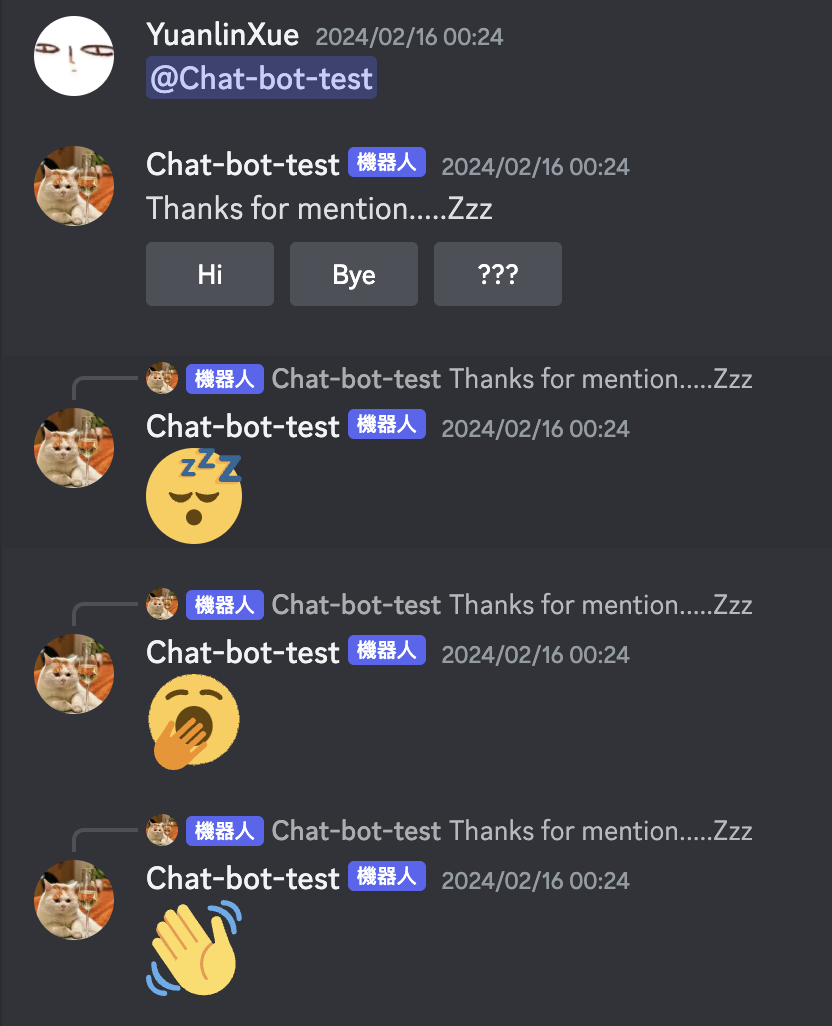 YuanlinXue 2024/02/16 00:24
@Chat-bot-test
Chat-bot-test 機器人 2024/02/16 00:24
Thanks for mention.....Zzz
Hi Bye ???
機器人 Chat-bot-test Thanks for mention.....Zzz
Chat-bot-test 機器人 2024/02/16 00:24
機器人 Chat-bot-test Thanks for mention.....Zzz
Chat-bot-test 機器人 2024/02/16 00:24
機器人 Chat-bot-test Thanks for mention.....Zzz
Chat-bot-test 機器人 2024/02/16 00:24